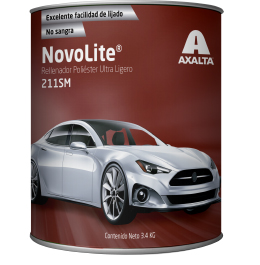 Excelente facilidad de lijado
No sangra
NovoLite®
Rellenador Poliéster Ultra Ligero
211SM
AXALTA
Contenido Neto 3.4 KG